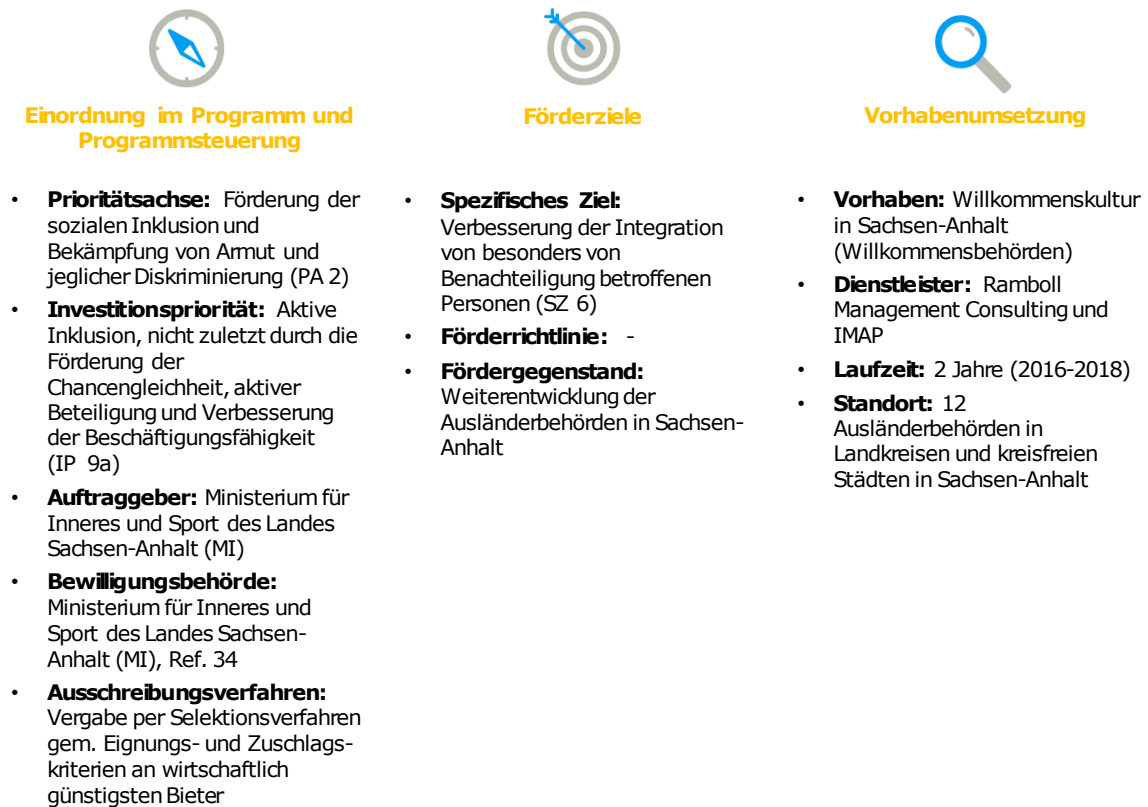 Einordnung im Programm und
Programmsteuerung
• Prioritätsachse: Förderung der
sozialen Inklusion und
Bekämpfung von Armut und
jeglicher Diskriminierung (PA 2)
• Investitionspriorität: Aktive
Inklusion, nicht zuletzt durch die
Förderung der
Chancengleichheit, aktiver
Beteiligung und Verbesserung
der Beschäftigungsfähigkeit
(IP 9a)
• Auftraggeber: Ministerium für
Inneres und Sport des Landes
Sachsen-Anhalt (MI)
• Bewilligungsbehörde:
Ministerium für Inneres und
Sport des Landes Sachsen-
Anhalt (MI), Ref. 34
• Ausschreibungsverfahren:
Vergabe per Selektionsverfahren
gem. Eignungs- und Zuschlags-
kriterien an wirtschaftlich
günstigsten Bieter
Förderziele
• Spezifisches Ziel:
Verbesserung der Integration
von besonders von
Benachteiligung betroffenen
Personen (SZ 6)
• Förderrichtlinie: -
• Fördergegenstand:
Weiterentwicklung der
Ausländerbehörden in Sachsen-
Anhalt
Vorhabenumsetzung
• Vorhaben: Willkommenskultur
in Sachsen-Anhalt
(Willkommensbehörden)
• Dienstleister: Ramboll
Management Consulting und
IMAP
• Laufzeit: 2 Jahre (2016-2018)
• Standort: 12
Ausländerbehörden in
Landkreisen und kreisfreien
Städten in Sachsen-Anhalt